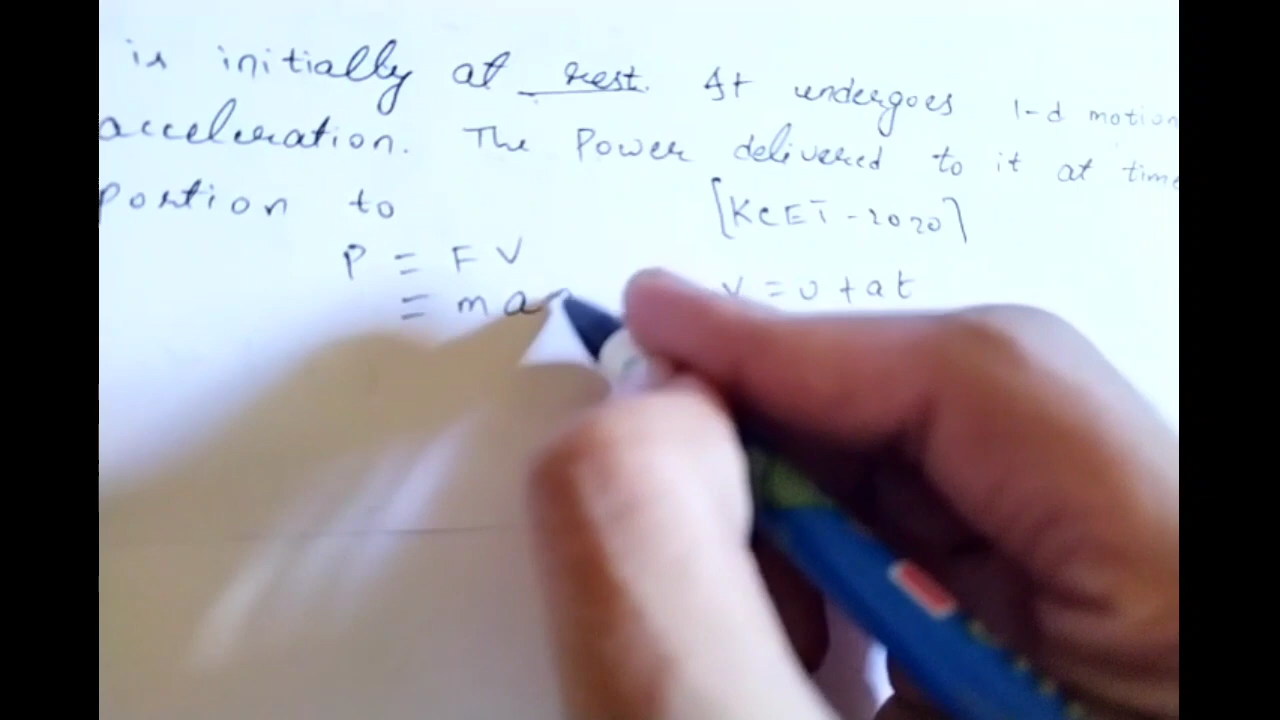 is initially at rest. It undergoes 1-d motion
acceleration. The Power delivered to it at time
portion to
[KCET-2020]
P = F V
V = u + at
= ma